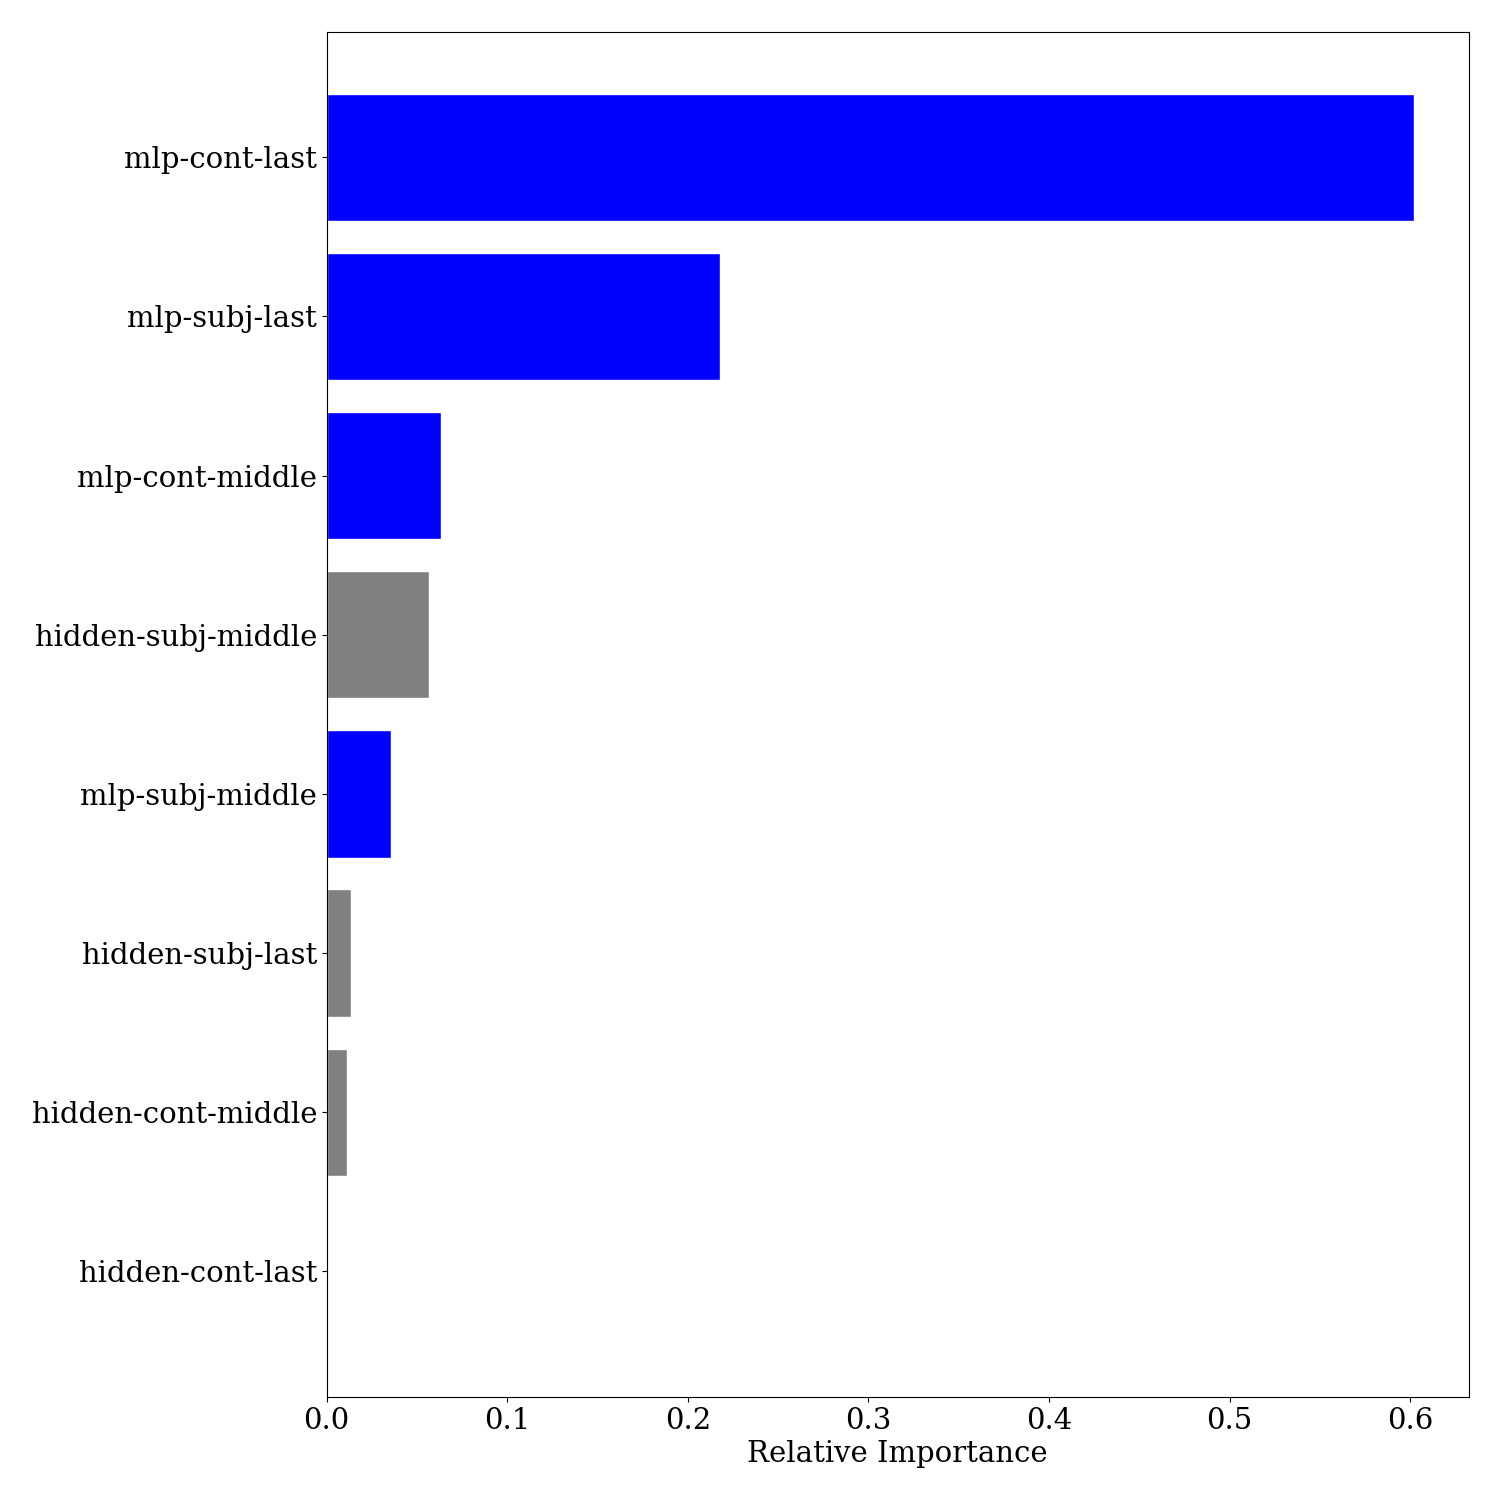 mlp-cont-last
mlp-subj-last
mlp-cont-middle
hidden-subj-middle
mlp-subj-middle
hidden-subj-last
hidden-cont-middle
hidden-cont-last
0.0 0.1 0.2 0.3 0.4 0.5 0.6
Relative Importance